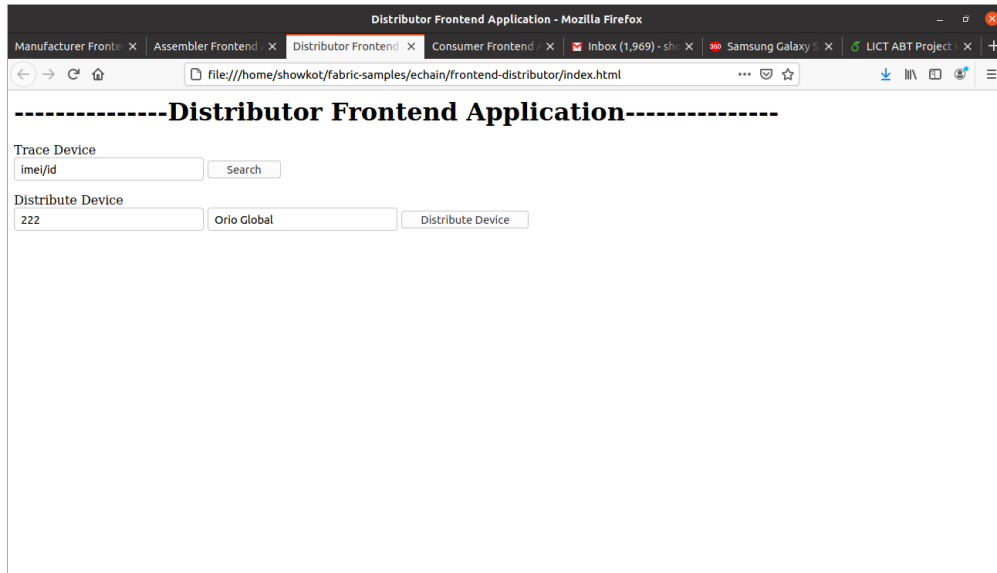 Distributor Frontend Application - Mozilla Firefox
Manufacturer Fronte Assembler Frontend A Distributor Frontend Consumer Frontend A Inbox (1,969) - sho 360 Samsung Galaxy S LICT ABT Project
file:///home/showkot/fabric-samples/echain/frontend-distributor/index.html
---------------Distributor Frontend Application---------------
Trace Device
imei/id Search
Distribute Device
222 Orio Global Distribute Device